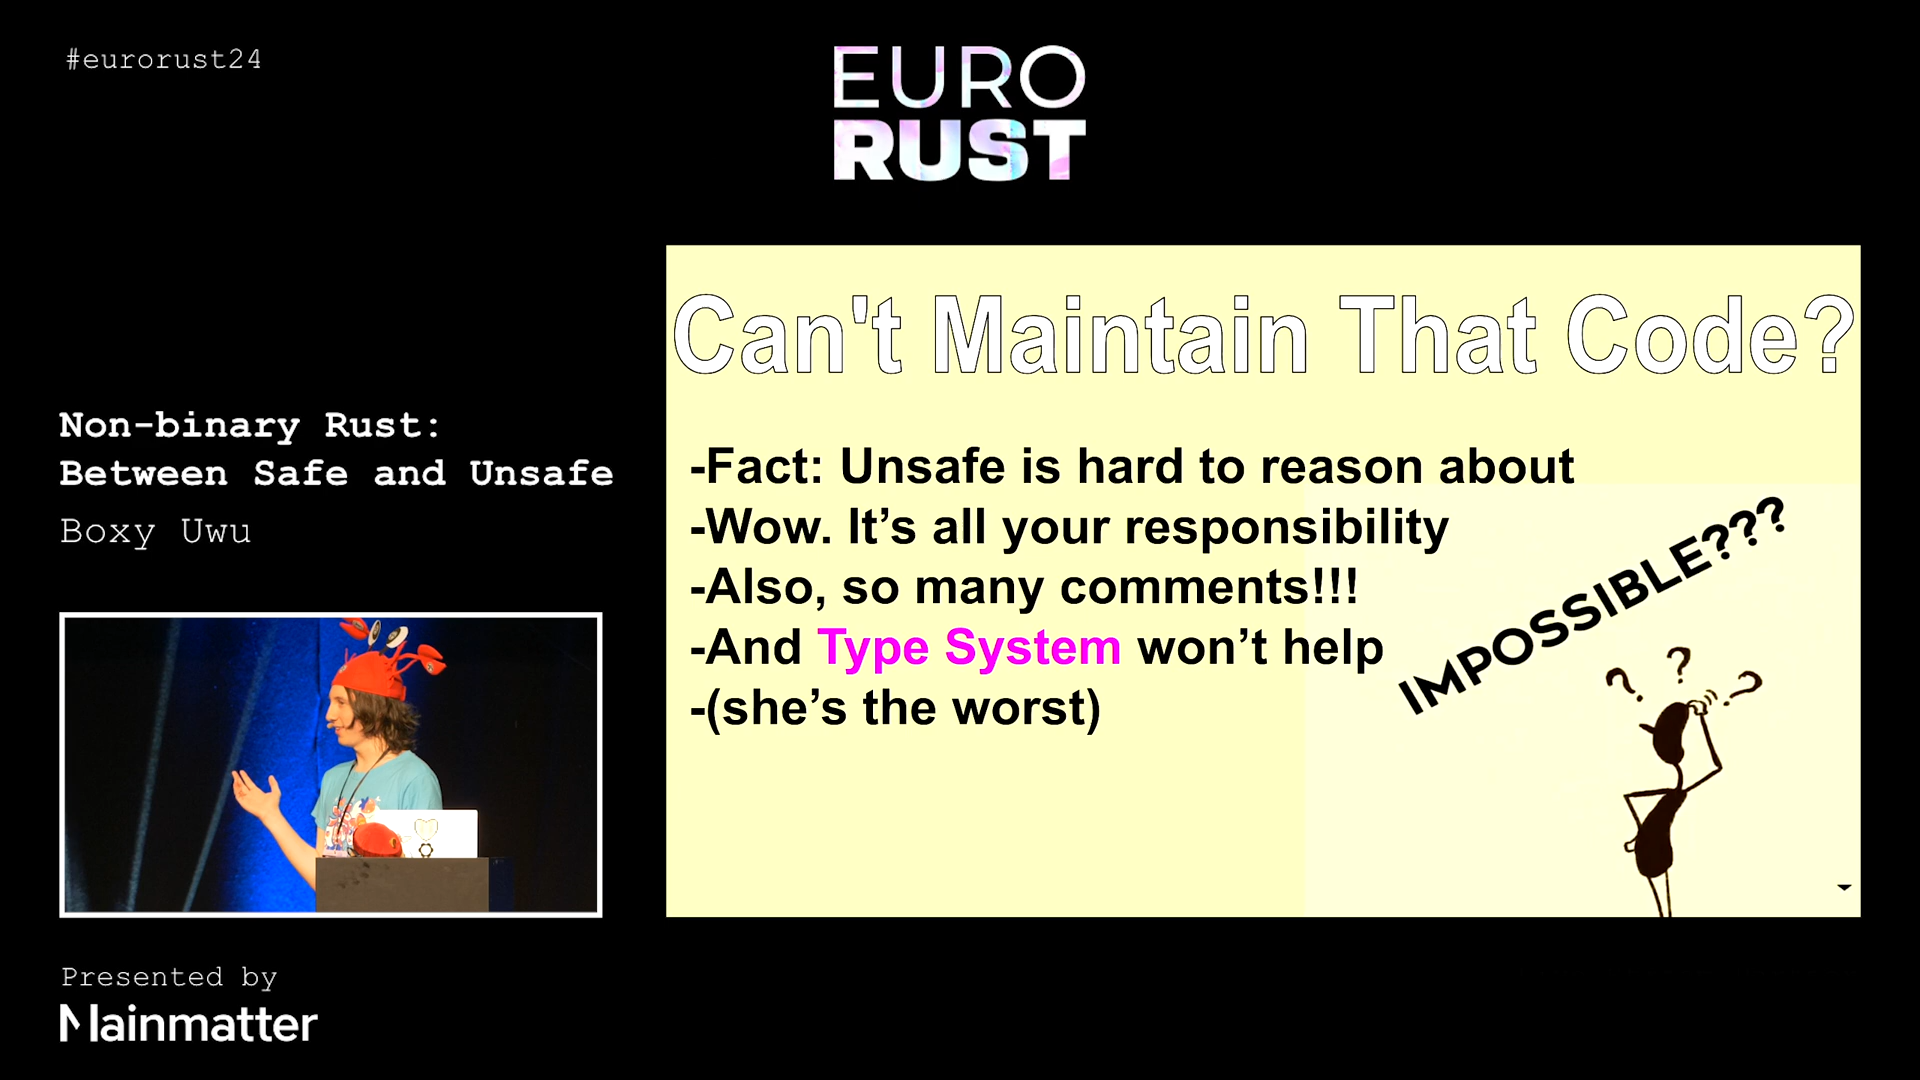 #eurorust24
EURO
RUST
Can't Maintain That Code?
-Fact: Unsafe is hard to reason about
-Wow. It’s all your responsibility
-Also, so many comments!!!
-And Type System won’t help
-(she’s the worst)
IMPOSSIBLE???
? ? ?
Non-binary Rust:
Between Safe and Unsafe
Boxy Uwu
Presented by
Mainmatter